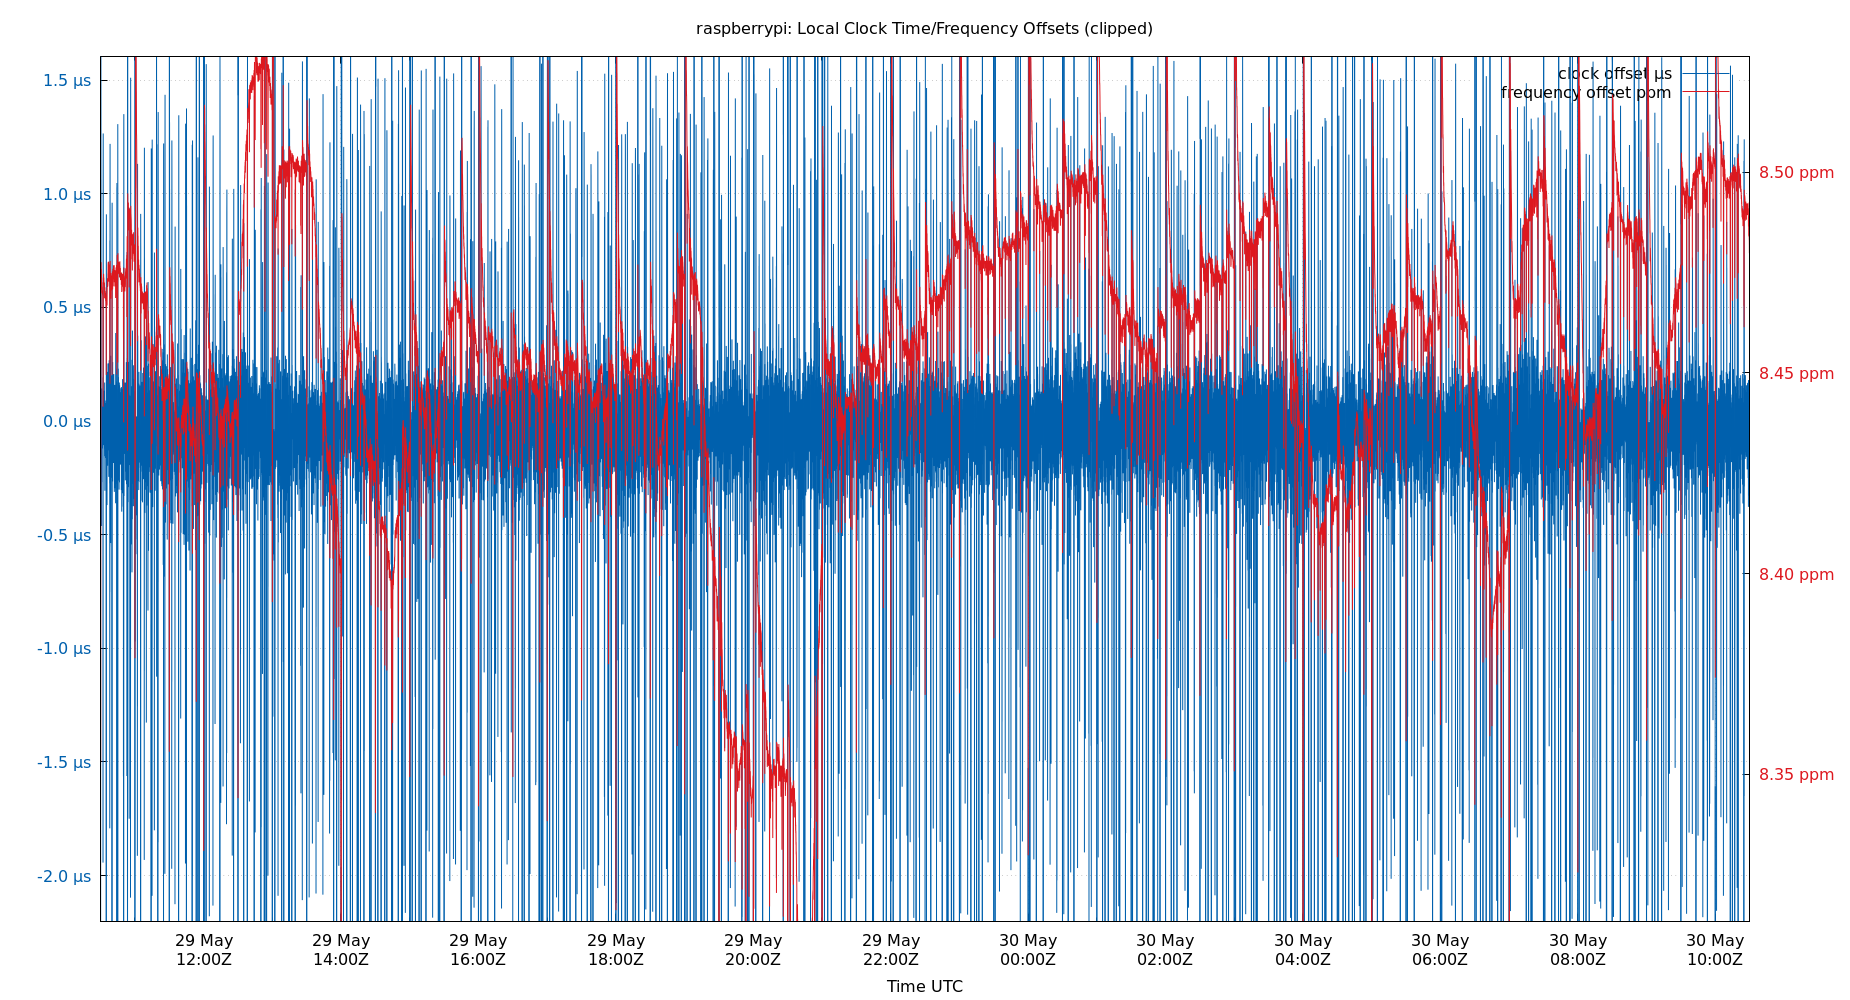 raspberrypi: Local Clock Time/Frequency Offsets (clipped)
clock offset µs
frequency offset ppm
1.5 µs
1.0 µs
0.5 µs
0.0 µs
-0.5 µs
-1.0 µs
-1.5 µs
-2.0 µs
8.50 ppm
8.45 ppm
8.40 ppm
8.35 ppm
29 May 29 May 29 May 29 May 29 May 29 May 30 May 30 May 30 May 30 May 30 May 30 May
12:00Z 14:00Z 16:00Z 18:00Z 20:00Z 22:00Z 00:00Z 02:00Z 04:00Z 06:00Z 08:00Z 10:00Z
Time UTC